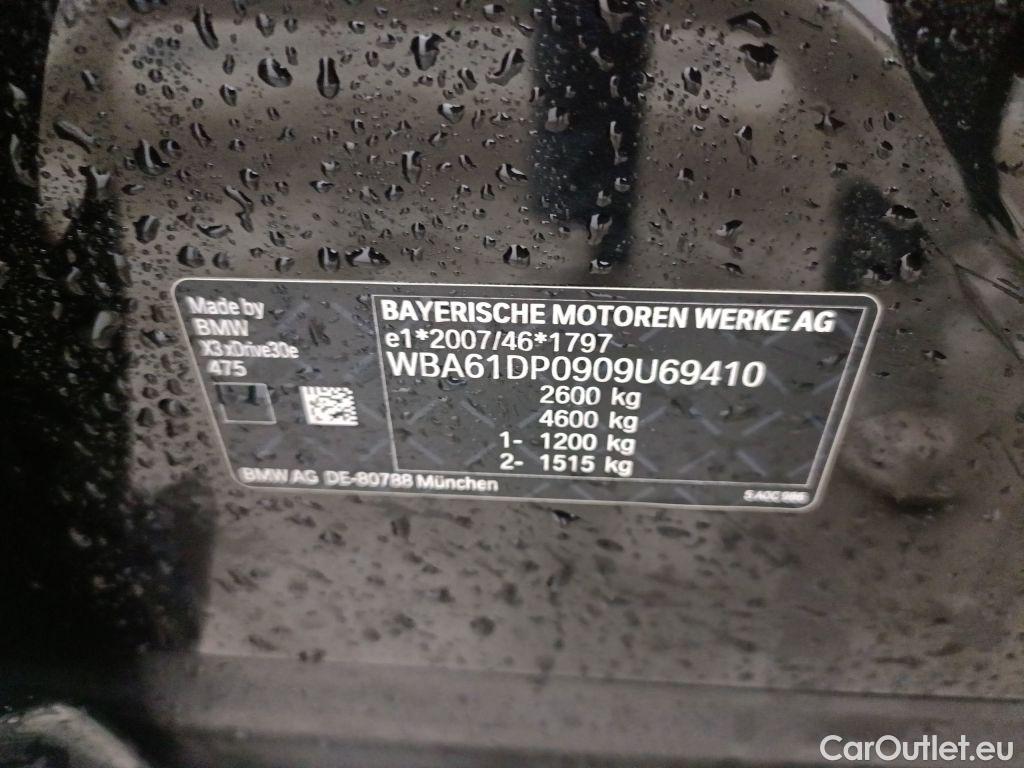 Made by
BMW
X3 xDrive30e
475
BAYERISCHE MOTOREN WERKE AG
e1*2007/46*1797
WBA61DP0909U69410
2600 kg
4600 kg
1- 1200 kg
2- 1515 kg
BMW AG DE-80788 München
CarOutlet.eu